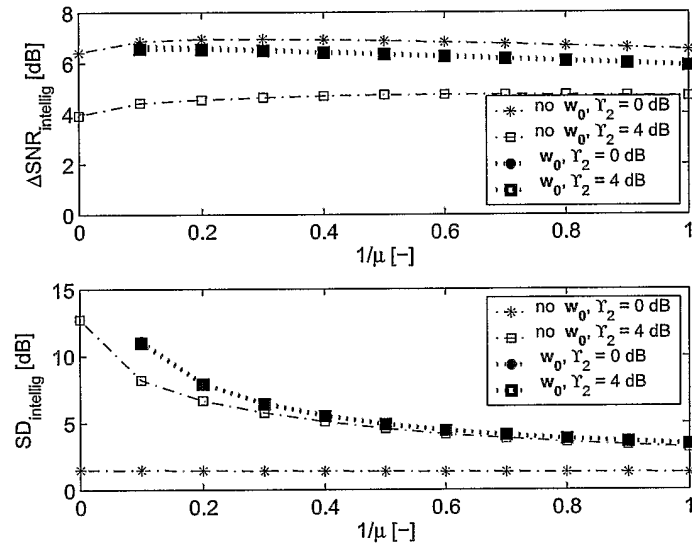 8
6
4
2
0
ΔSNR_intellig [dB]
no w₀, ϒ₂ = 0 dB
no w₀, ϒ₂ = 4 dB
w₀, ϒ₂ = 0 dB
w₀, ϒ₂ = 4 dB
0 0.2 0.4 0.6 0.8 1
1/μ [−]
15
10
5
0
SD_intellig [dB]
no w₀, ϒ₂ = 0 dB
no w₀, ϒ₂ = 4 dB
w₀, ϒ₂ = 0 dB
w₀, ϒ₂ = 4 dB
0 0.2 0.4 0.6 0.8 1
1/μ [−]